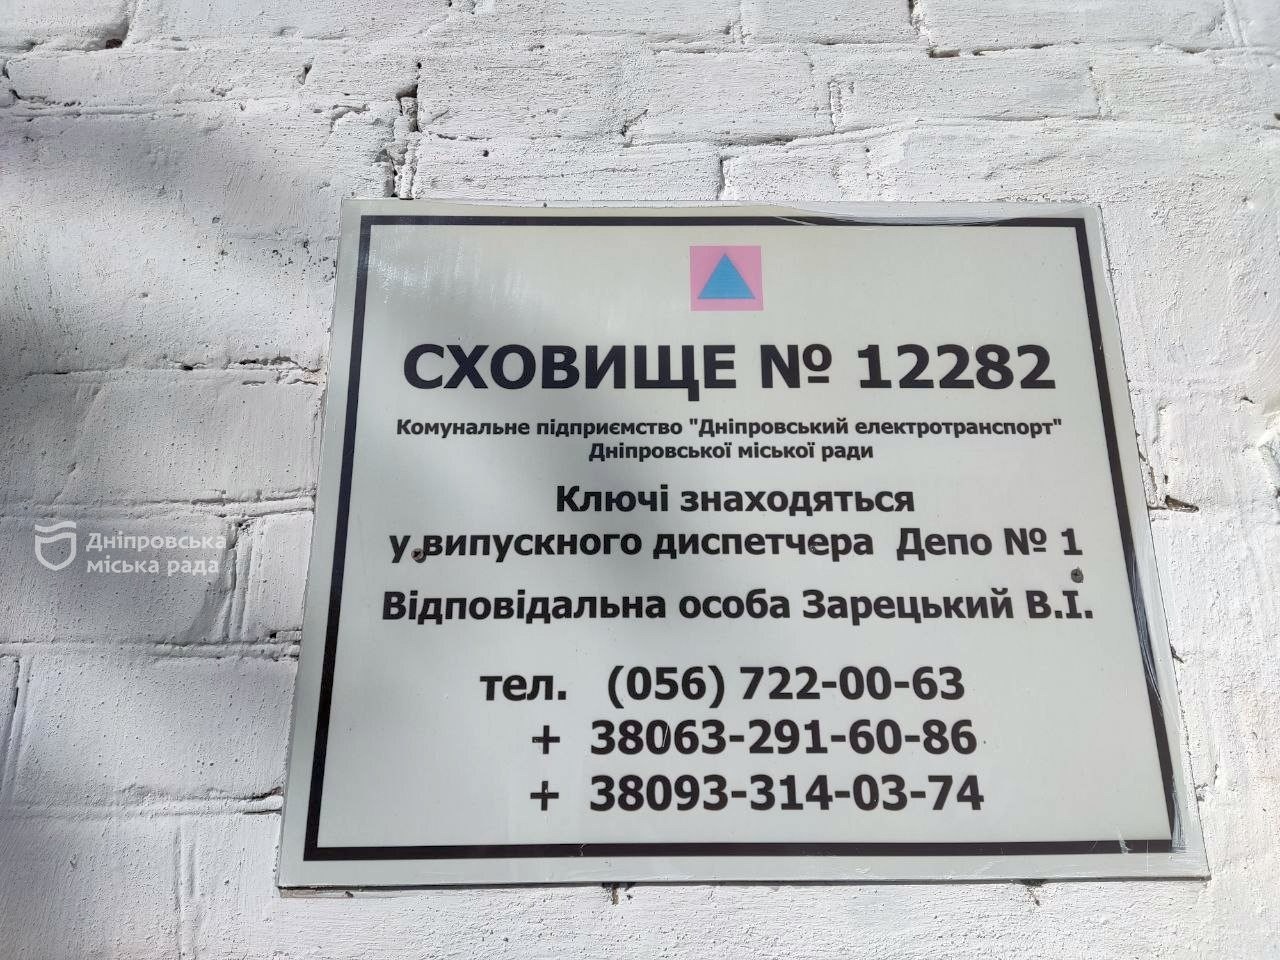 СХОВИЩЕ № 12282
Комунальне підприємство "Дніпровський електротранспорт"
Дніпровської міської ради
Ключі знаходяться
у випускного диспетчера Депо № 1
Відповідальна особа Зарецький В.І.
тел. (056) 722-00-63
+ 38063-291-60-86
+ 38093-314-03-74
Дніпровська
міська рада